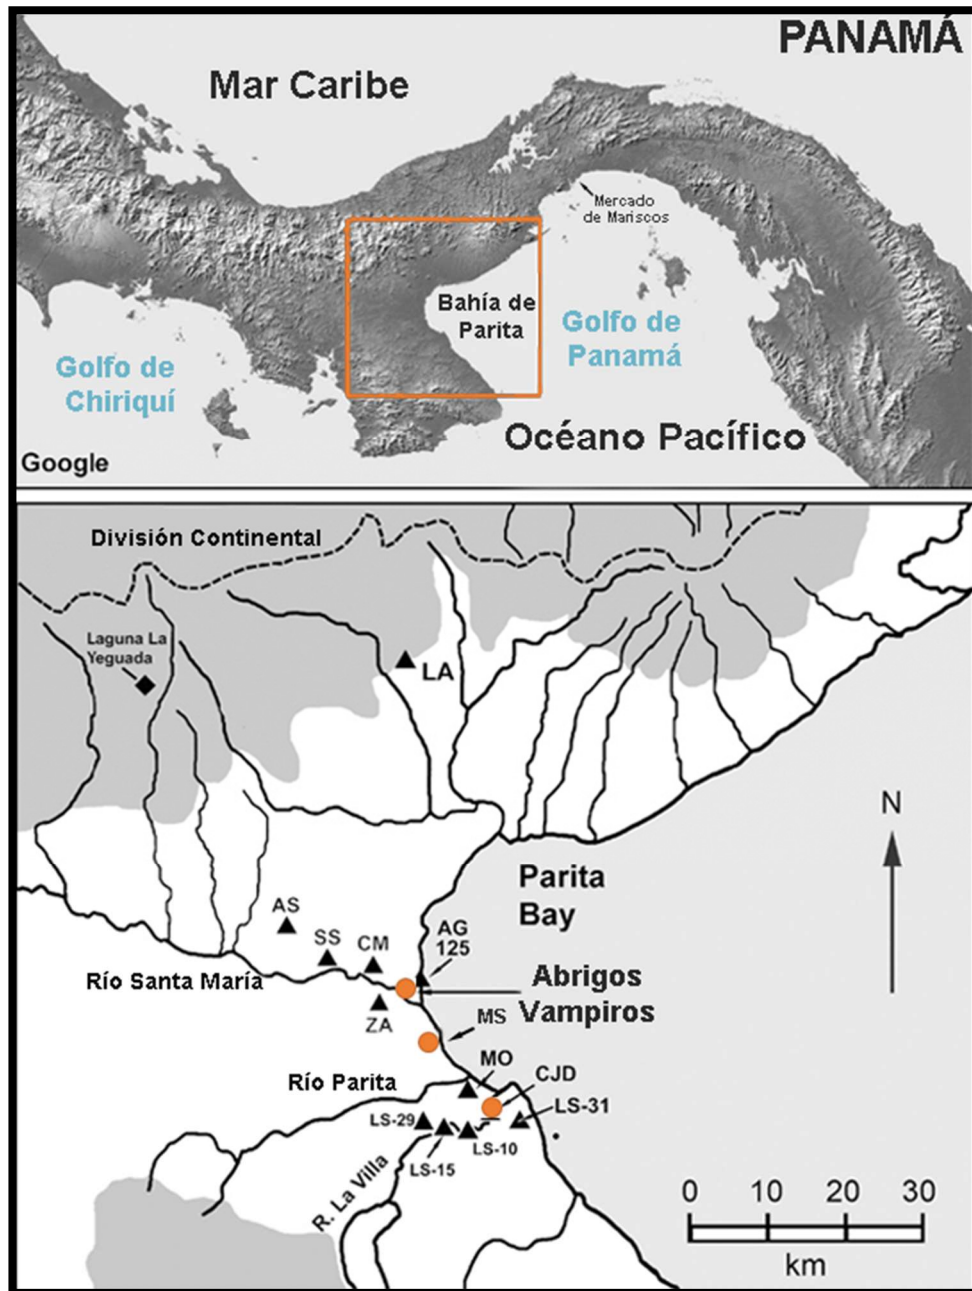 PANAMÁ
Mar Caribe
Mercado
de Mariscos
Bahía de
Parita
Golfo de
Panamá
Golfo de
Chiriquí
Océano Pacífico
Google
División Continental
Laguna La
Yeguada
LA
N
Parita
Bay
AS
SS
CM
AG
125
Río Santa María
Abrigos
Vampiros
ZA
MS
MO
CJD
Río Parita
LS-29
LS-31
LS-15
LS-10
R. La Villa
0 10 20 30
km